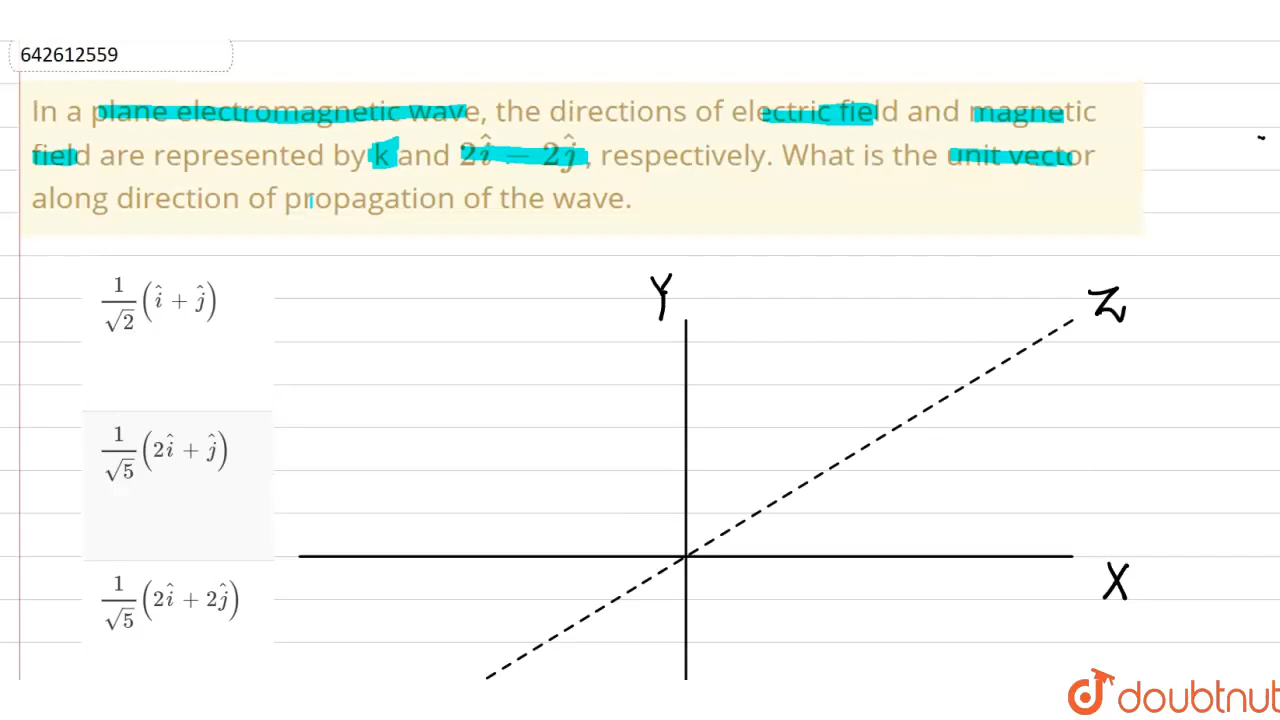 642612559
In a plane electromagnetic wave, the directions of electric field and magnetic
field are represented by k and 2î − 2ĵ, respectively. What is the unit vector
along direction of propagation of the wave.
1/√2 (î + ĵ)
1/√5 (2î + ĵ)
1/√5 (2î + 2ĵ)
Y
Z
X
doubtnut